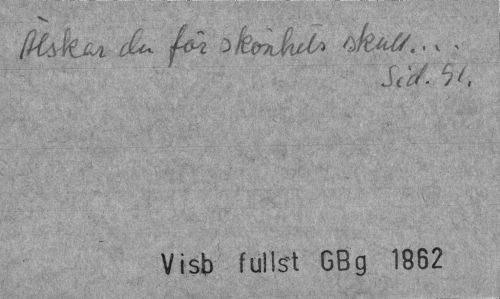 Älskar du för skönhets skull....
Sid. 51.
Visb fullst GBg 1862